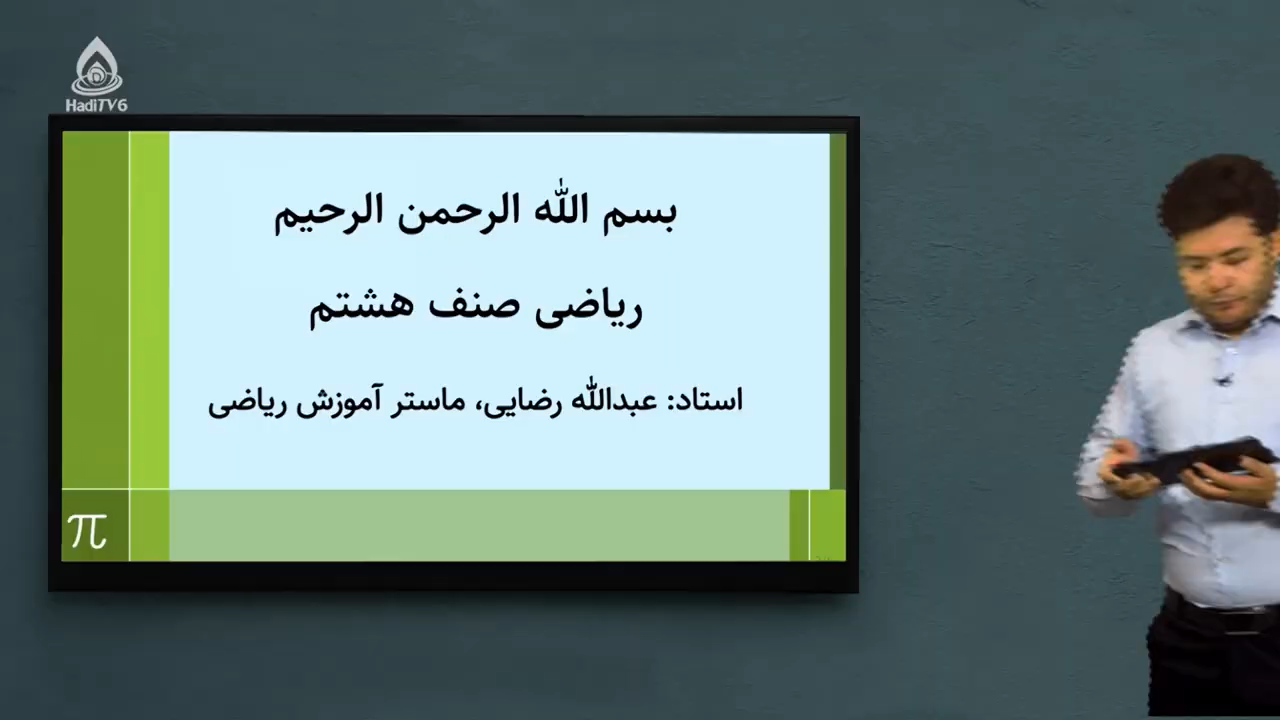 HadiTV6
بسم الله الرحمن الرحیم
ریاضی صنف هشتم
استاد: عبدالله رضایی، ماستر آموزش ریاضی
π